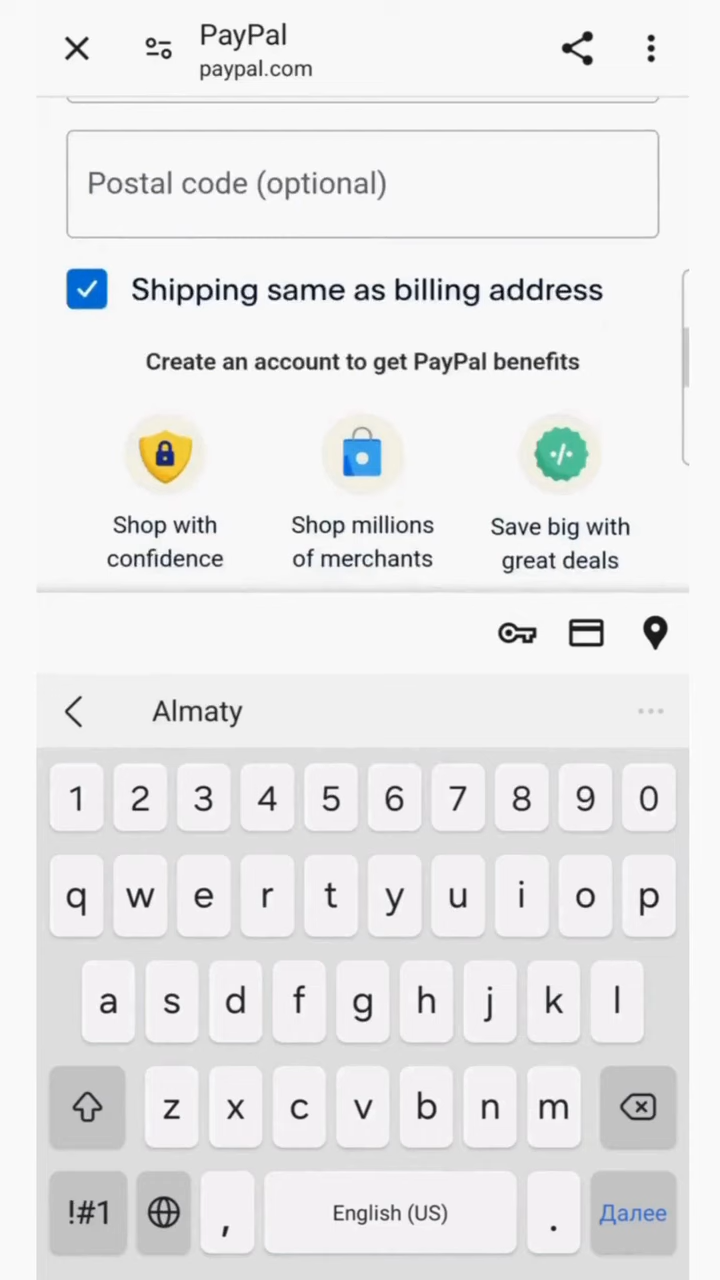 PayPal
paypal.com
Postal code (optional)
Shipping same as billing address
Create an account to get PayPal benefits
Shop with
confidence
Shop millions
of merchants
Save big with
great deals
Almaty
1 2 3 4 5 6 7 8 9 0
q w e r t y u i o p
a s d f g h j k l
z x c v b n m
!#1 , English (US) . Далее